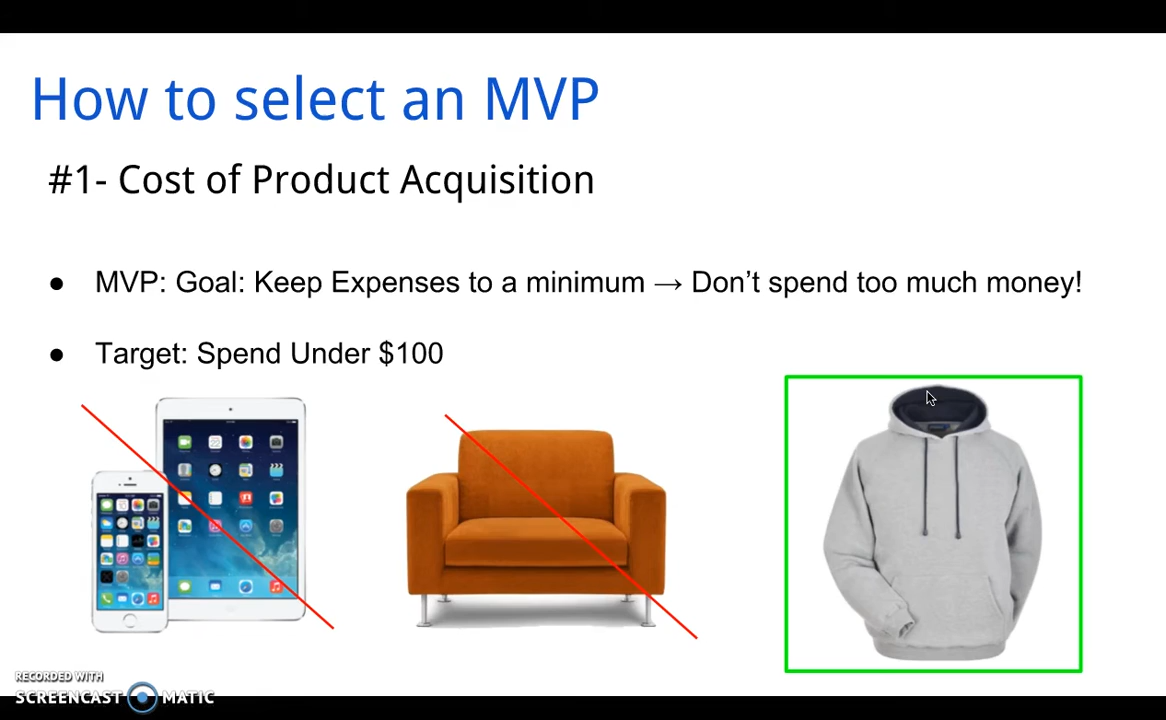 How to select an MVP
#1- Cost of Product Acquisition
● MVP: Goal: Keep Expenses to a minimum → Don’t spend too much money!
● Target: Spend Under $100
RECORDED WITH
SCREENCAST MATIC